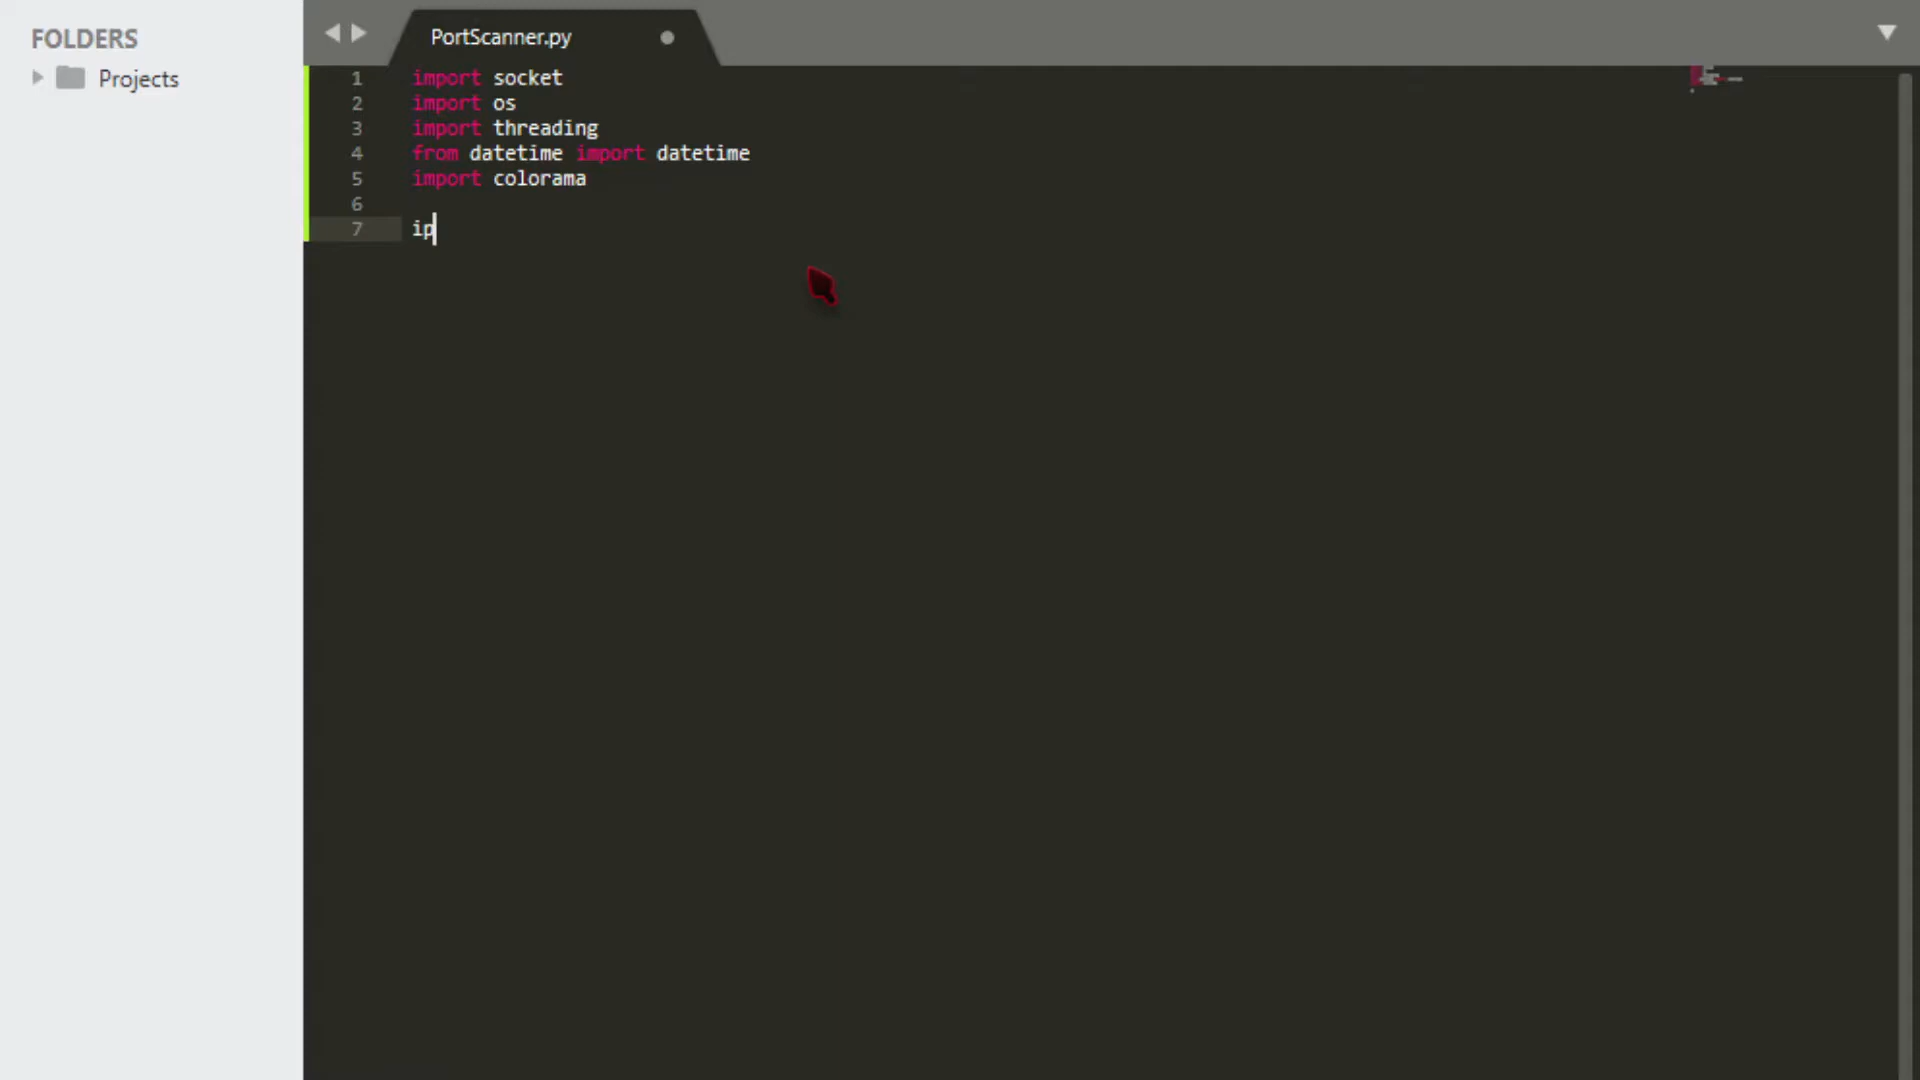 FOLDERS
Projects
PortScanner.py
1 import socket
2 import os
3 import threading
4 from datetime import datetime
5 import colorama
6
7 ip